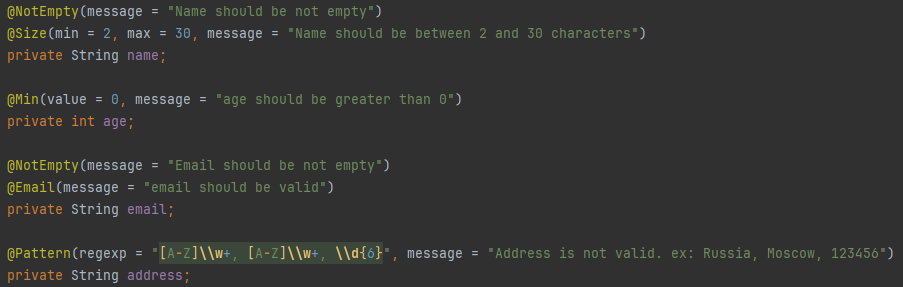 @NotEmpty(message = "Name should be not empty")
@Size(min = 2, max = 30, message = "Name should be between 2 and 30 characters")
private String name;
@Min(value = 0, message = "age should be greater than 0")
private int age;
@NotEmpty(message = "Email should be not empty")
@Email(message = "email should be valid")
private String email;
@Pattern(regexp = "[A-Z]\\w+, [A-Z]\\w+, \\d{6}", message = "Address is not valid. ex: Russia, Moscow, 123456")
private String address;